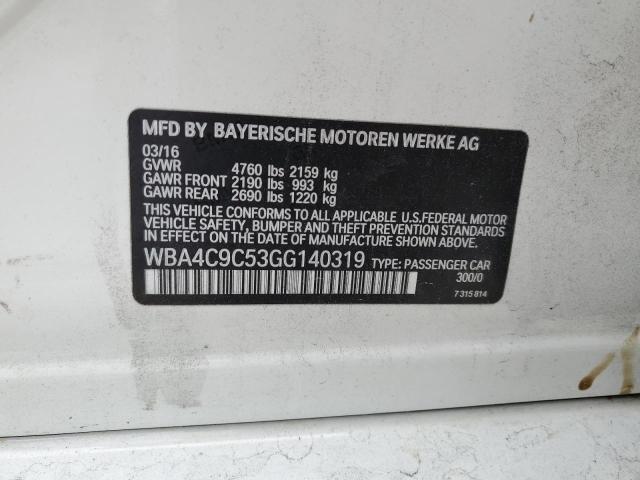 MFD BY BAYERISCHE MOTOREN WERKE AG
03/16
GVWR 4760 lbs 2159 kg
GAWR FRONT 2190 lbs 993 kg
GAWR REAR 2690 lbs 1220 kg
THIS VEHICLE CONFORMS TO ALL APPLICABLE U.S.FEDERAL MOTOR
VEHICLE SAFETY, BUMPER AND THEFT PREVENTION STANDARDS
IN EFFECT ON THE DATE OF MANUFACTURE SHOWN ABOVE.
WBA4C9C53GG140319 TYPE: PASSENGER CAR
300/0
7 315 814